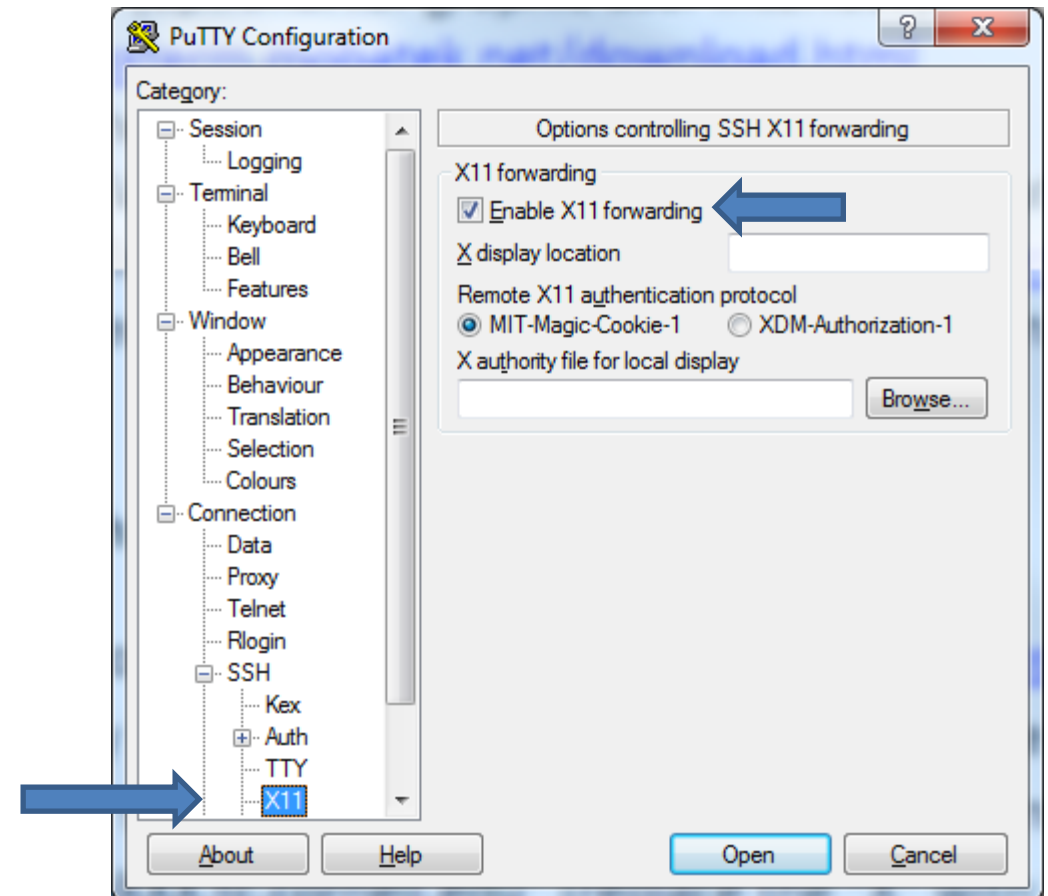 PuTTY Configuration
Category:
Session
Logging
Terminal
Keyboard
Bell
Features
Window
Appearance
Behaviour
Translation
Selection
Colours
Connection
Data
Proxy
Telnet
Rlogin
SSH
Kex
Auth
TTY
X11
Options controlling SSH X11 forwarding
X11 forwarding
Enable X11 forwarding
X display location
Remote X11 authentication protocol
MIT-Magic-Cookie-1 XDM-Authorization-1
X authority file for local display
Browse...
About Help Open Cancel